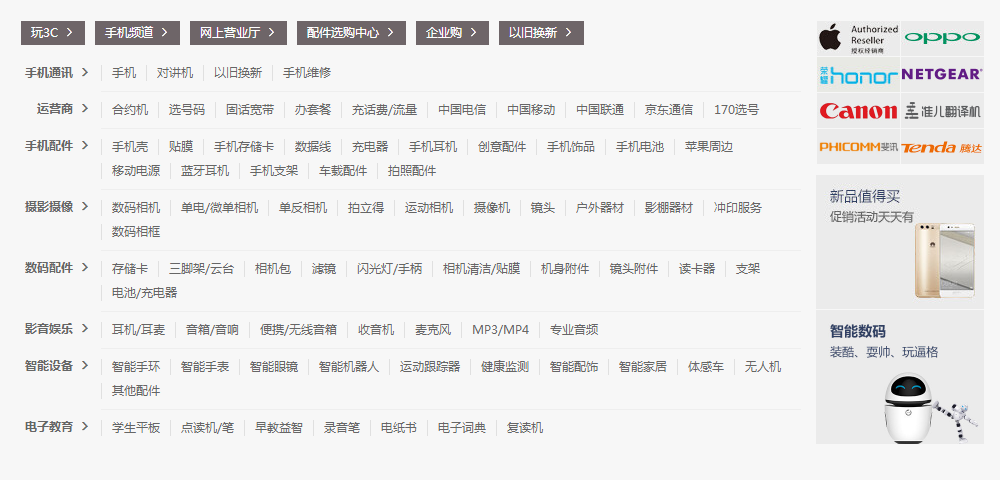 玩3C > 手机频道 > 网上营业厅 > 配件选购中心 > 企业购 > 以旧换新 >
手机通讯 > 手机 对讲机 以旧换新 手机维修
运营商 > 合约机 选号码 固话宽带 办套餐 充话费/流量 中国电信 中国移动 中国联通 京东通信 170选号
手机配件 > 手机壳 贴膜 手机存储卡 数据线 充电器 手机耳机 创意配件 手机饰品 手机电池 苹果周边
移动电源 蓝牙耳机 手机支架 车载配件 拍照配件
摄影摄像 > 数码相机 单电/微单相机 单反相机 拍立得 运动相机 摄像机 镜头 户外器材 影棚器材 冲印服务
数码相框
数码配件 > 存储卡 三脚架/云台 相机包 滤镜 闪光灯/手柄 相机清洁/贴膜 机身附件 镜头附件 读卡器 支架
电池/充电器
影音娱乐 > 耳机/耳麦 音箱/音响 便携/无线音箱 收音机 麦克风 MP3/MP4 专业音频
智能设备 > 智能手环 智能手表 智能眼镜 智能机器人 运动跟踪器 健康监测 智能配饰 智能家居 体感车 无人机
其他配件
电子教育 > 学生平板 点读机/笔 早教益智 录音笔 电纸书 电子词典 复读机
Authorized
Reseller
授权经销商
oppo
荣耀 honor NETGEAR
Canon 准儿翻译机
PHICOMM斐讯 Tenda 腾达
新品值得买
促销活动天天有
智能数码
装酷、耍帅、玩逼格